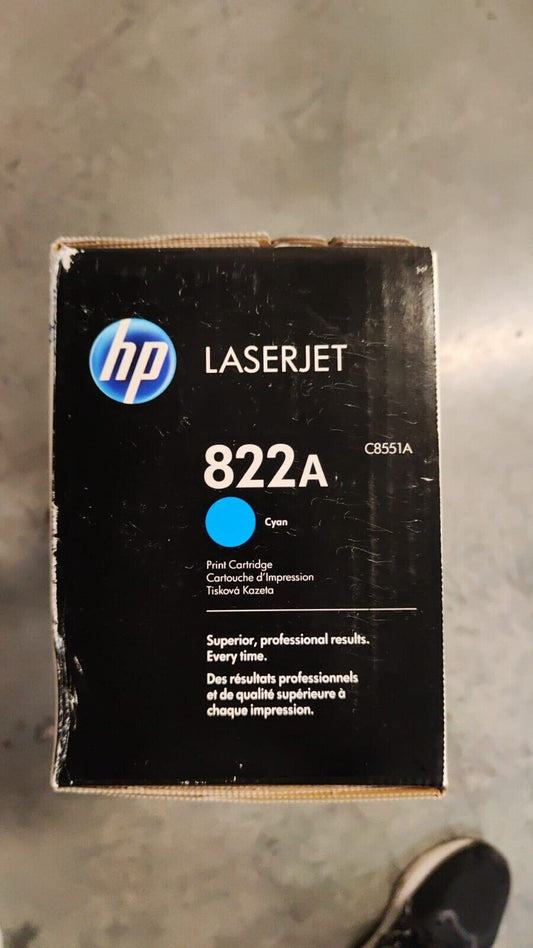 hp
LASERJET
822A
C8551A
Cyan
Print Cartridge
Cartouche d'Impression
Tisková Kazeta
Superior, professional results.
Every time.
Des résultats professionnels
et de qualité supérieure à
chaque impression.